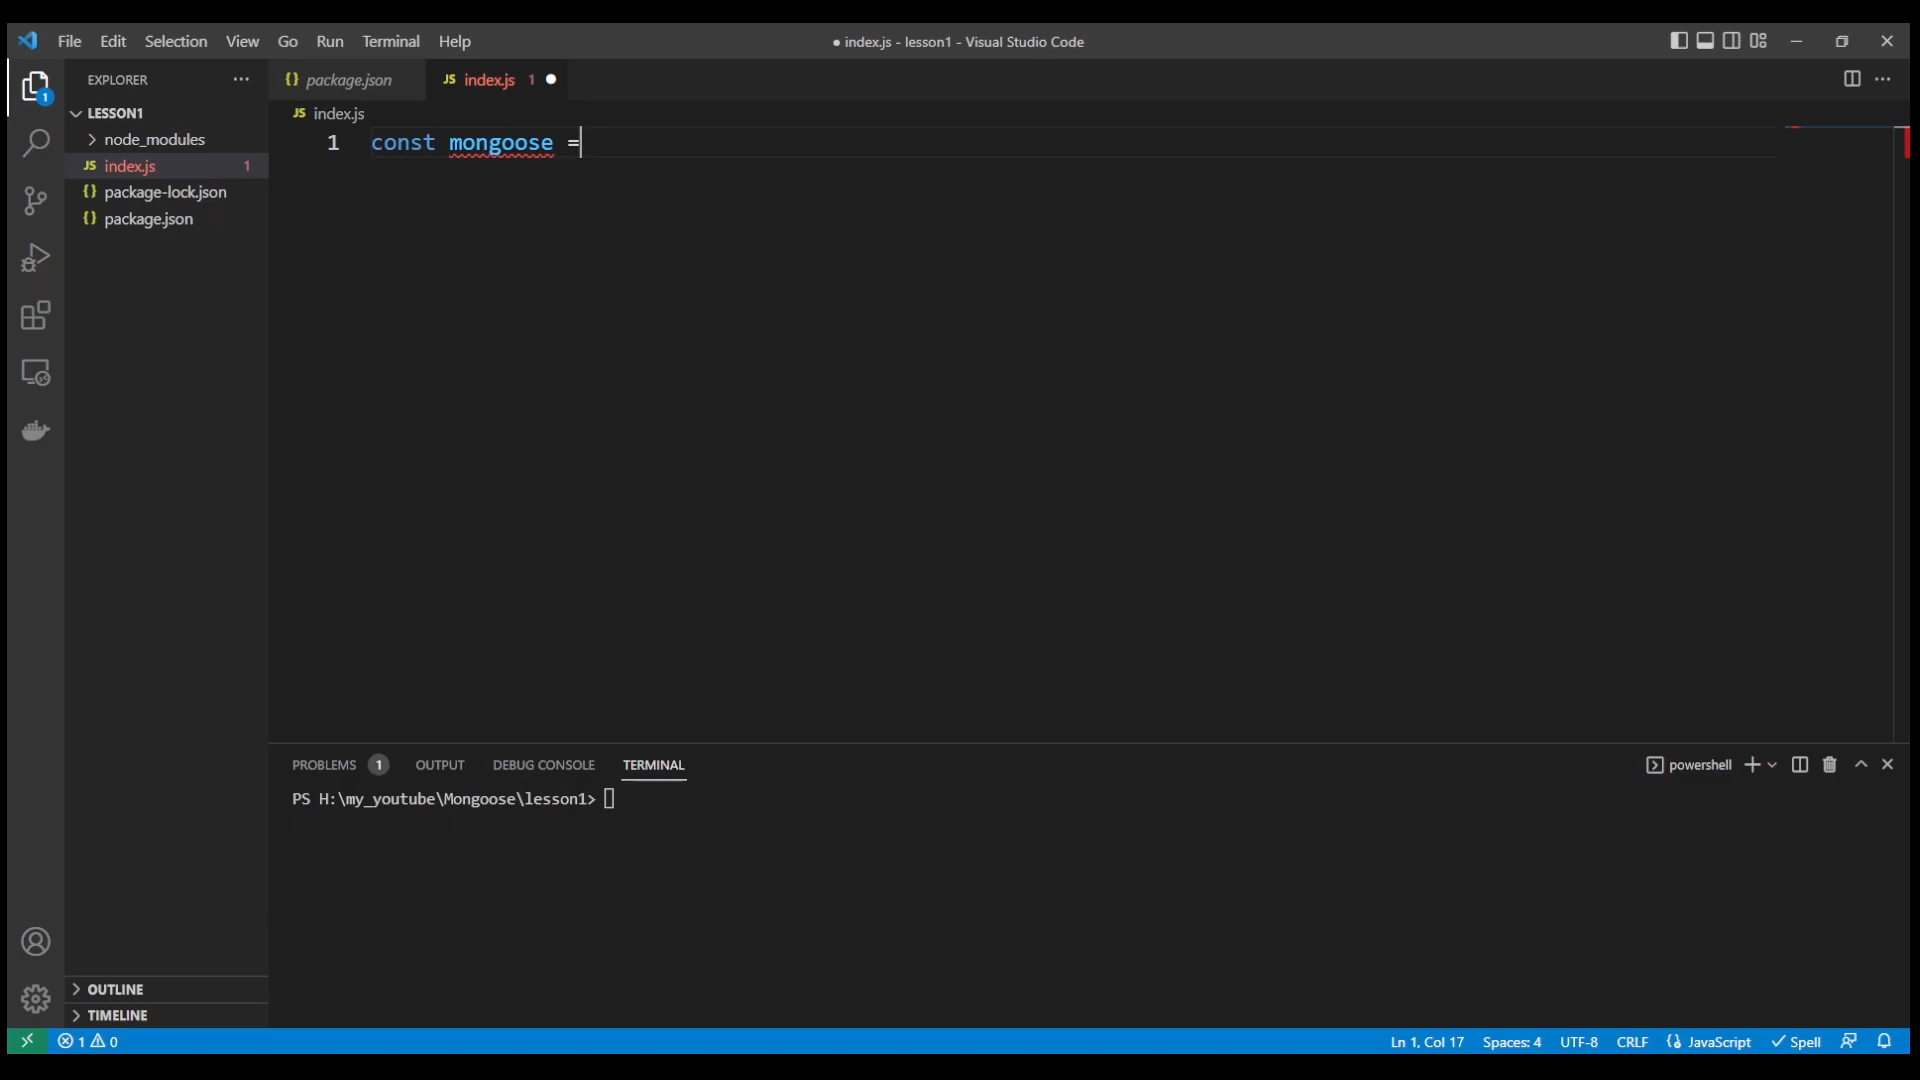 File Edit Selection View Go Run Terminal Help
● index.js - lesson1 - Visual Studio Code
EXPLORER
{} package.json
JS index.js 1
LESSON1
JS index.js
node_modules
1 const mongoose =
JS index.js 1
{} package-lock.json
{} package.json
1
PROBLEMS 1 OUTPUT DEBUG CONSOLE TERMINAL
powershell
PS H:\my_youtube\Mongoose\lesson1>
OUTLINE
TIMELINE
1 0
Ln 1, Col 17 Spaces: 4 UTF-8 CRLF {} JavaScript Spell